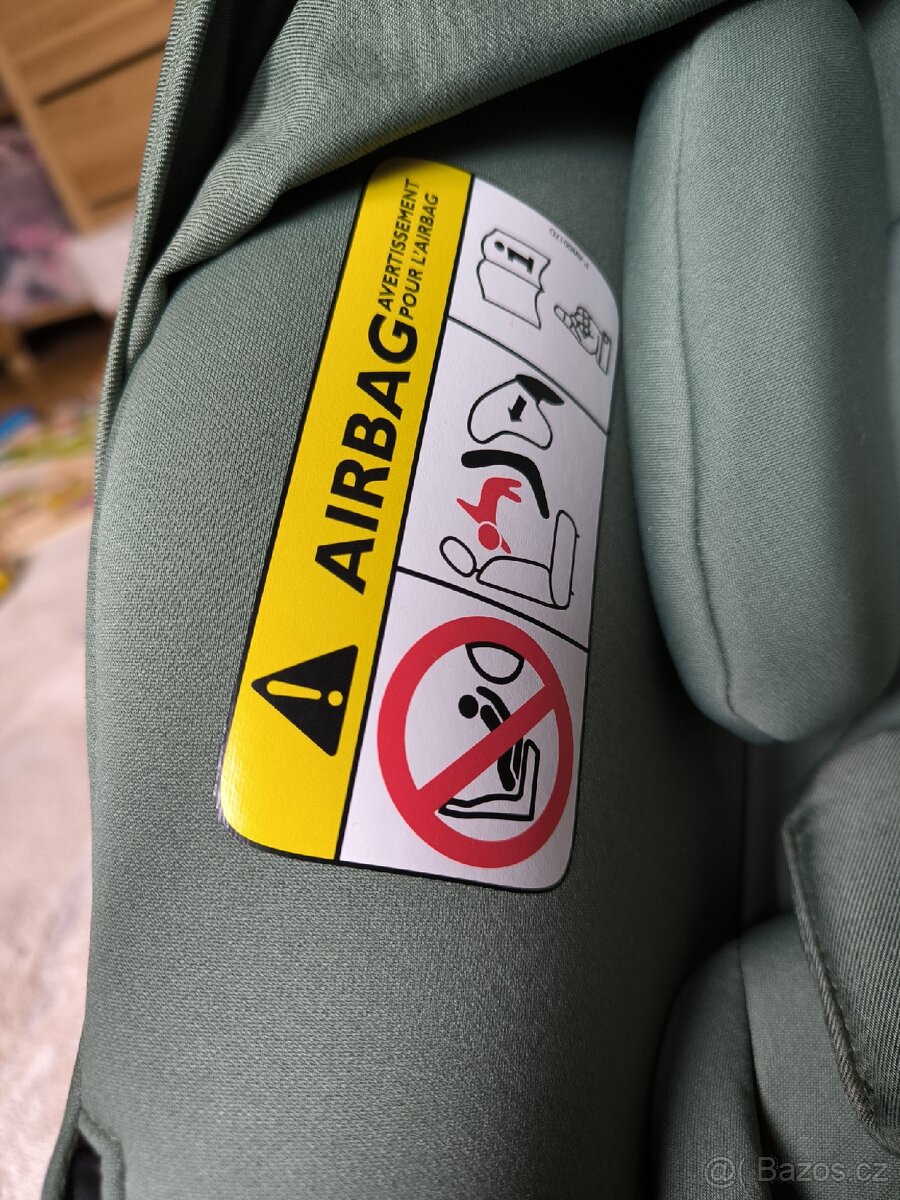 AIRBAG
AVERTISSEMENT
POUR L'AIRBAG
i
@( Bazos.cz